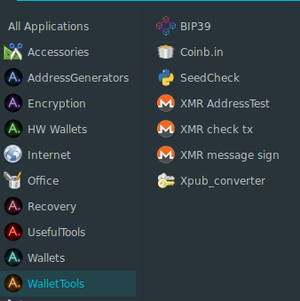 All Applications
Accessories
AddressGenerators
Encryption
HW Wallets
Internet
Office
Recovery
UsefulTools
Wallets
WalletTools
BIP39
Coinb.in
SeedCheck
XMR AddressTest
XMR check tx
XMR message sign
Xpub_converter